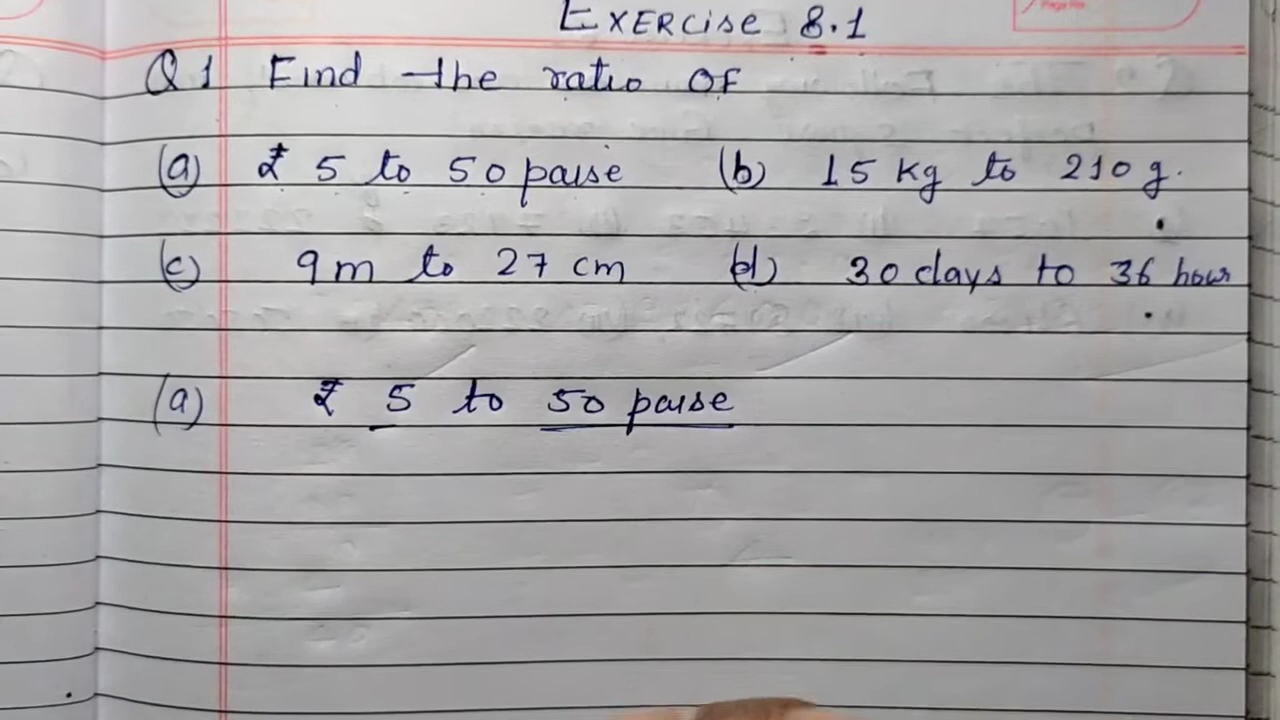 Exercise 8.1
Q1 Find the ratio of
(a) ₹ 5 to 50 paise (b) 15 kg to 210 g.
(c) 9 m to 27 cm (d) 30 days to 36 hour
(a) ₹ 5 to 50 paise